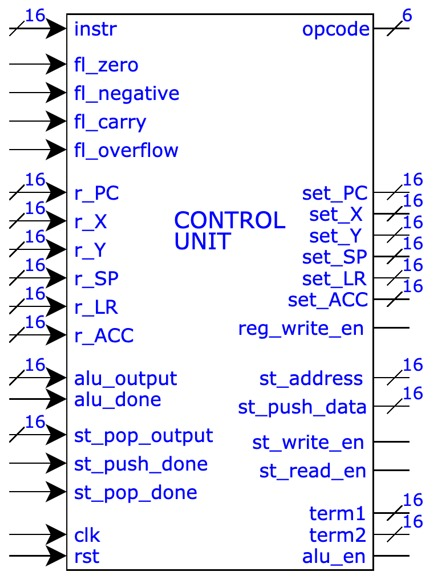 16 instr opcode 6
fl_zero
fl_negative
fl_carry
fl_overflow
16 r_PC set_PC 16
16 r_X CONTROL set_X 16
16 r_Y UNIT set_Y 16
16 r_SP set_SP 16
16 r_LR set_LR 16
16 r_ACC set_ACC 16
reg_write_en
16 alu_output st_address 16
alu_done st_push_data 16
16 st_pop_output st_write_en
st_push_done st_read_en
st_pop_done
term1 16
clk term2 16
rst alu_en